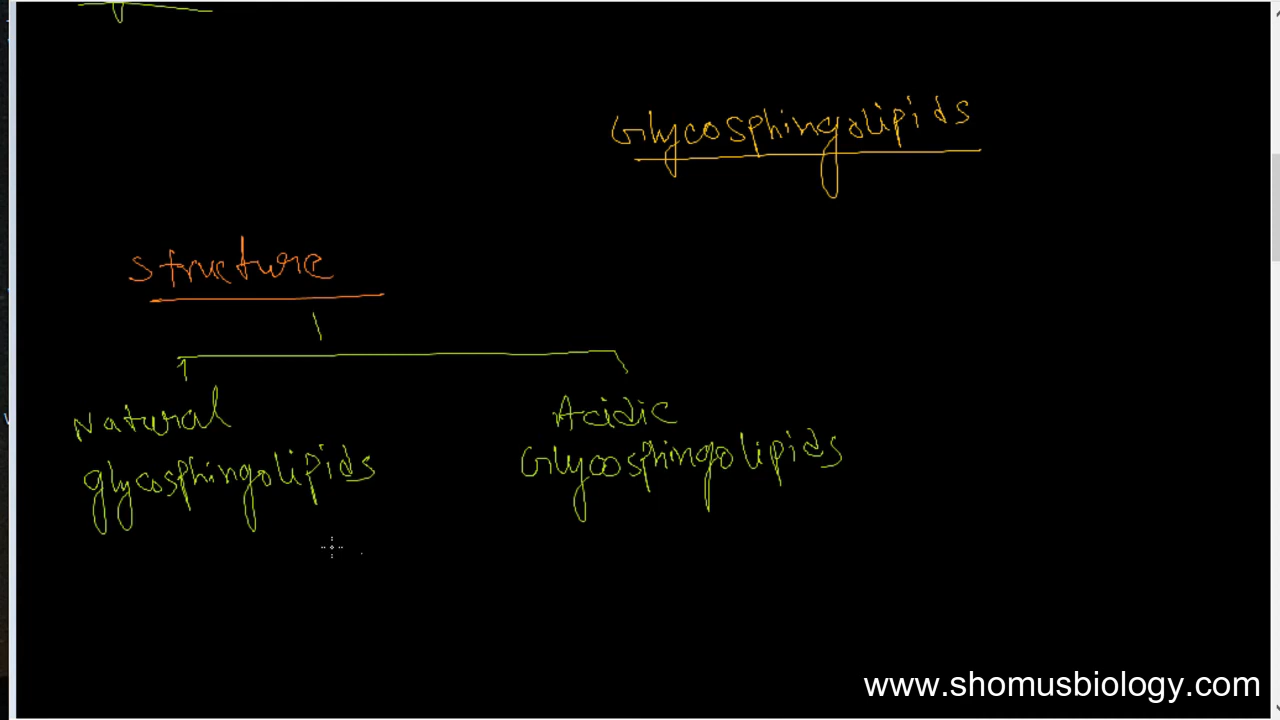 Glycosphingolipids
Structure
Natural
glycosphingolipids
Acidic
Glycosphingolipids
www.shomusbiology.com